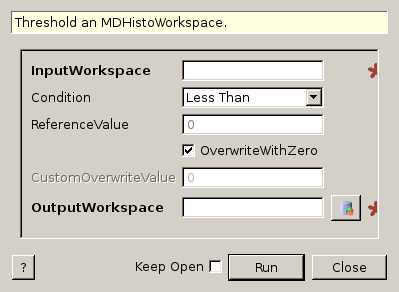 Threshold an MDHistoWorkspace.
InputWorkspace
Condition Less Than
ReferenceValue 0
OverwriteWithZero
CustomOverwriteValue 0
OutputWorkspace
? Keep Open Run Close